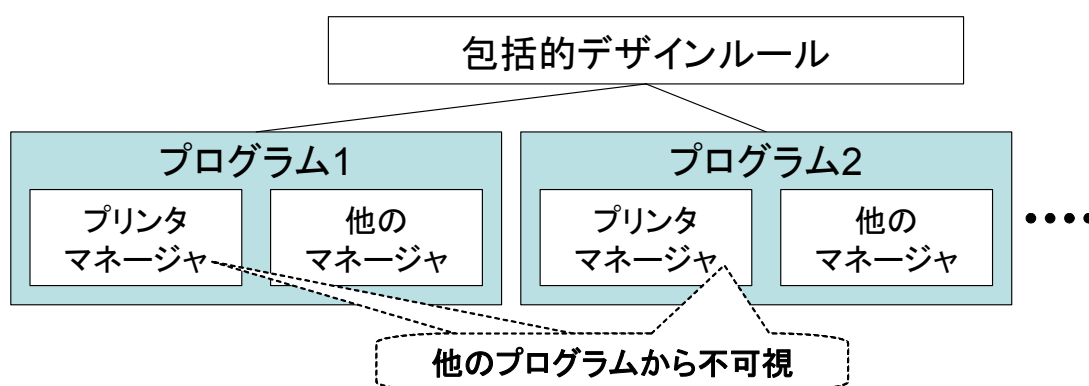 包括的デザインルール
プログラム1
プリンタ
マネージャ
他の
マネージャ
プログラム2
プリンタ
マネージャ
他の
マネージャ
••••
他のプログラムから不可視